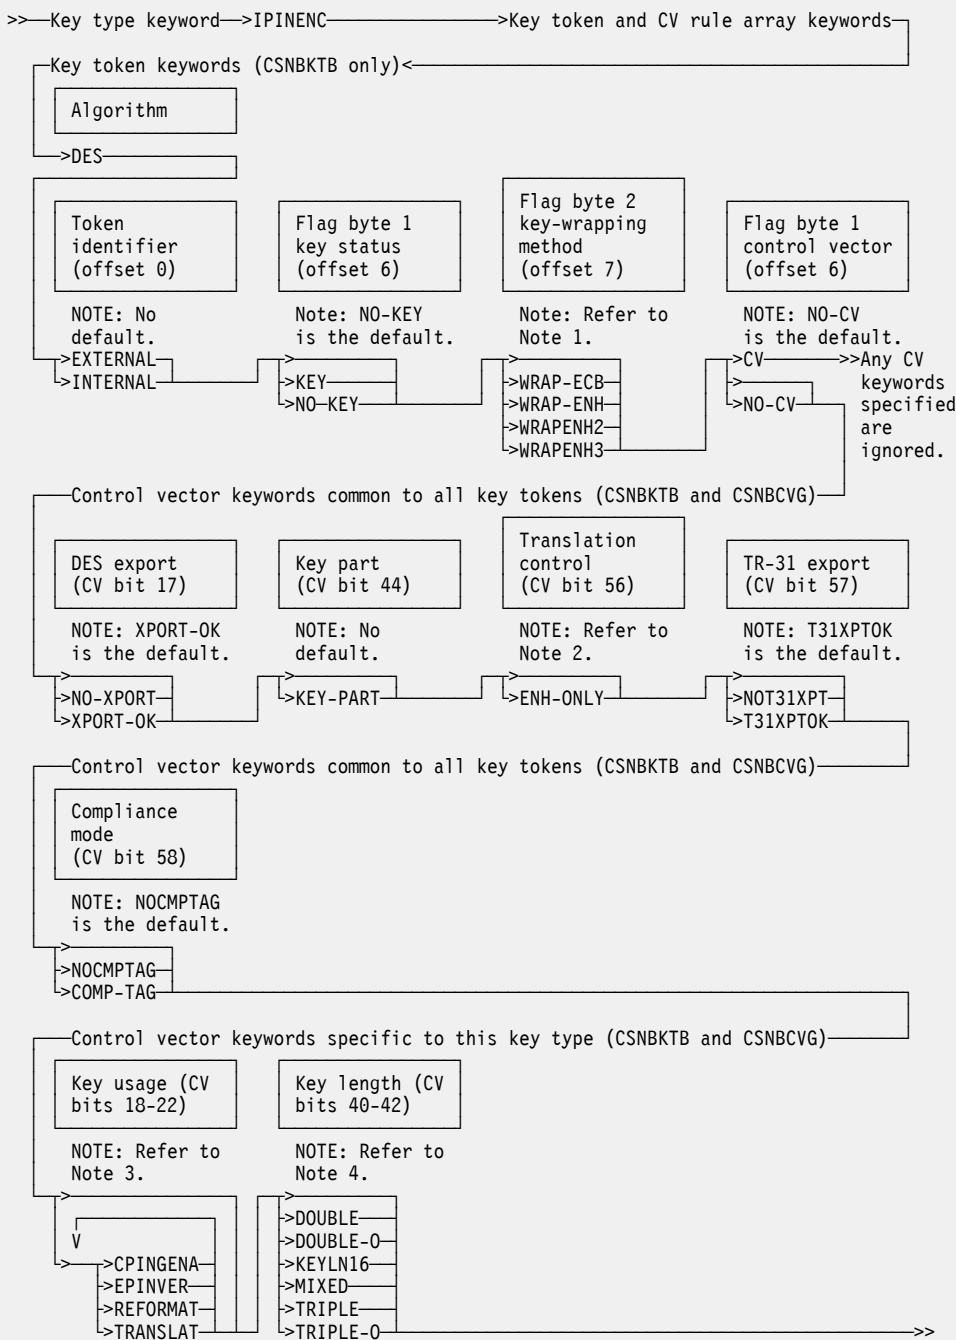 >>—Key type keyword—>IPINENC—>Key token and CV rule array keywords
Key token keywords (CSNBKTB only)<
Algorithm
>DES
Token identifier (offset 0)
Flag byte 1 key status (offset 6)
Flag byte 2 key-wrapping method (offset 7)
Flag byte 1 control vector (offset 6)
NOTE: No default.
Note: NO-KEY is the default.
Note: Refer to Note 1.
NOTE: NO-CV is the default.
>EXTERNAL
>INTERNAL
>
>KEY
>NO-KEY
>
>WRAP-ECB
>WRAP-ENH
>WRAPENH2
>WRAPENH3
>CV—>>Any CV keywords specified are ignored.
>
>NO-CV
Control vector keywords common to all key tokens (CSNBKTB and CSNBCVG)
DES export (CV bit 17)
Key part (CV bit 44)
Translation control (CV bit 56)
TR-31 export (CV bit 57)
NOTE: XPORT-OK is the default.
NOTE: No default.
NOTE: Refer to Note 2.
NOTE: T31XPTOK is the default.
>
>NO-XPORT
>XPORT-OK
>
>KEY-PART
>
>ENH-ONLY
>
>NOT31XPT
>T31XPTOK
Control vector keywords common to all key tokens (CSNBKTB and CSNBCVG)
Compliance mode (CV bit 58)
NOTE: NOCMPTAG is the default.
>
>NOCMPTAG
>COMP-TAG
Control vector keywords specific to this key type (CSNBKTB and CSNBCVG)
Key usage (CV bits 18-22)
Key length (CV bits 40-42)
NOTE: Refer to Note 3.
NOTE: Refer to Note 4.
>
V
>
>CPINGENA
>EPINVER
>REFORMAT
>TRANSLAT
>
>DOUBLE
>DOUBLE-O
>KEYLN16
>MIXED
>TRIPLE
>TRIPLE-O—>>